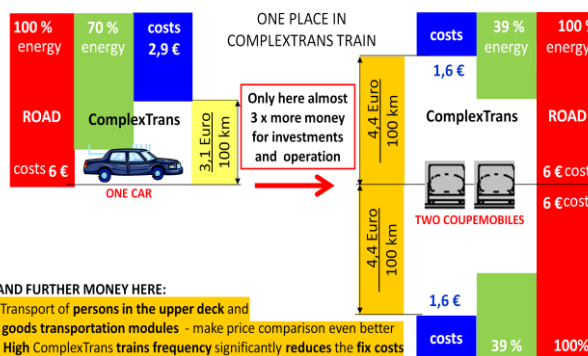 100 %
energy
70 %
energy
costs
2,9 €
ONE PLACE IN
COMPLEXTRANS TRAIN
costs
1,6 €
39 %
energy
100 %
energy
ROAD
ComplexTrans
costs 6 €
ONE CAR
3,1 Euro
100 km
Only here almost
3 x more money
for investments
and operation
4,4 Euro
100 km
ComplexTrans
ROAD
6 € costs
TWO COUPEMOBILES
6 € costs
4,4 Euro
100 km
1,6 €
costs
39 %
100%
AND FURTHER MONEY HERE:
Transport of persons in the upper deck and
goods transportation modules - make price comparison even better
High ComplexTrans trains frequency significantly reduces the fix costs